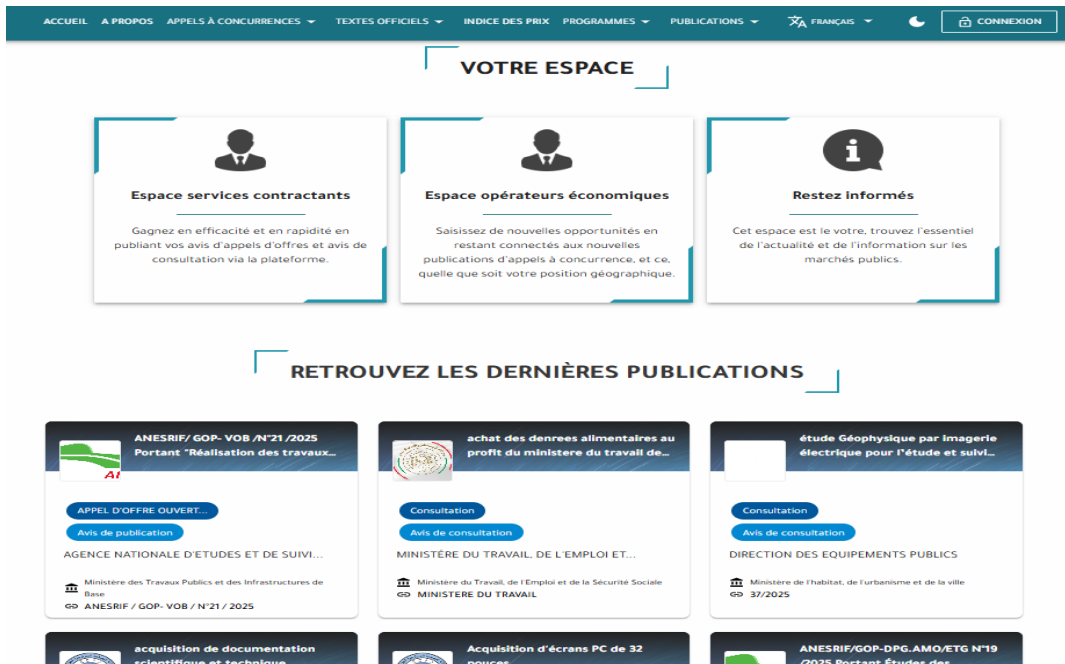 ACCUEIL A PROPOS APPELS À CONCURRENCES TEXTES OFFICIELS INDICE DES PRIX PROGRAMMES PUBLICATIONS FRANÇAIS CONNEXION
VOTRE ESPACE
Espace services contractants
Gagnez en efficacité et en rapidité en
publiant vos avis d'appels d'offres et avis de
consultation via la plateforme.
Espace opérateurs économiques
Saisissez de nouvelles opportunités en
restant connectés aux nouvelles
publications d'appels à concurrence, et ce,
quelle que soit votre position géographique.
Restez informés
Cet espace est le votre, trouvez l'essentiel
de l'actualité et de l'information sur les
marchés publics.
RETROUVEZ LES DERNIÈRES PUBLICATIONS
ANESRIF/ GOP- VOB /N°21 /2025
Portant "Réalisation des travaux...
APPEL D'OFFRE OUVERT...
Avis de publication
AGENCE NATIONALE D'ETUDES ET DE SUIVI...
Ministère des Travaux Publics et des Infrastructures de
Base
ANESRIF / GOP- VOB / N°21 / 2025
achat des denrees alimentaires au
profit du ministere du travail de...
Consultation
Avis de consultation
MINISTÉRE DU TRAVAIL, DE L'EMPLOI ET...
Ministère du Travail, de l'Emploi et de la Sécurité Sociale
MINISTERE DU TRAVAIL
étude Géophysique par Imagerie
électrique pour l'étude et suivi...
Consultation
Avis de consultation
DIRECTION DES EQUIPEMENTS PUBLICS
Ministère de l'habitat, de l'urbanisme et de la ville
37/2025
acquisition de documentation
scientifique et technique
Acquisition d'écrans PC de 32
pouces
ANESRIF/GOP-DPG.AMO/ETG N°19
/2025 Portant Études des